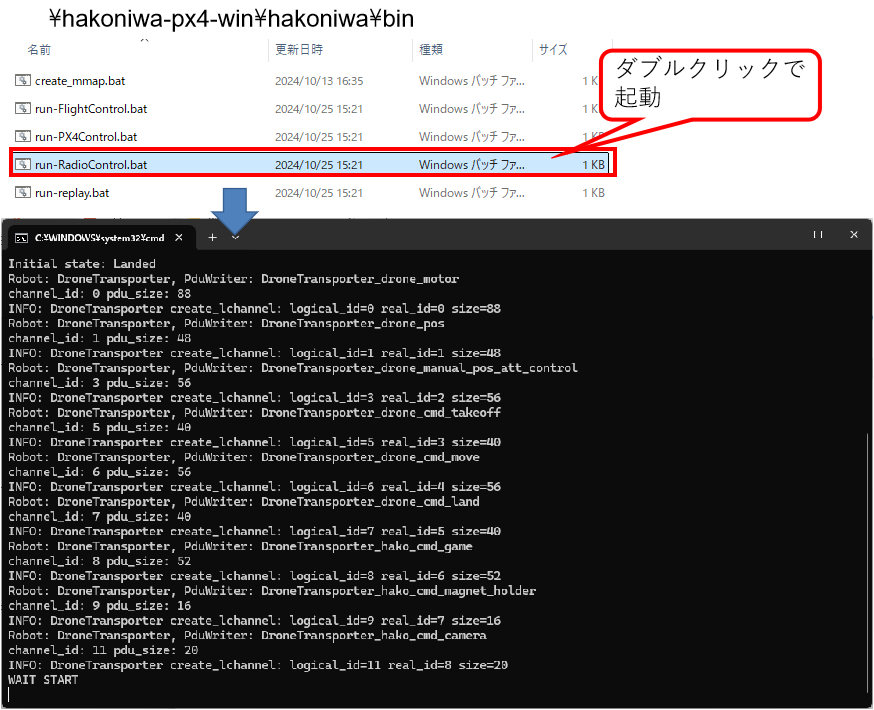 ¥hakoniwa-px4-win¥hakoniwa¥bin
名前 更新日時 種類 サイズ
create_mmap.bat 2024/10/13 16:35 Windows バッチ ファ... 1 K
ダブルクリックで
起動
run-FlightControl.bat 2024/10/25 15:21 Windows バッチ ファ... 1 KB
run-PX4Control.bat 2024/10/25 15:21 Windows バッチ ファ... 1 KB
run-RadioControl.bat 2024/10/25 15:21 Windows バッチ ファ... 1 KB
run-replay.bat 2024/10/25 15:21 Windows バッチ ファ... 1 KB
C:¥WINDOWS¥system32¥cmd
Initial state: Landed
Robot: DroneTransporter, PduWriter: DroneTransporter_drone_motor
channel_id: 0 pdu_size: 88
INFO: DroneTransporter create_lchannel: logical_id=0 real_id=0 size=88
Robot: DroneTransporter, PduWriter: DroneTransporter_drone_pos
channel_id: 1 pdu_size: 48
INFO: DroneTransporter create_lchannel: logical_id=1 real_id=1 size=48
Robot: DroneTransporter, PduWriter: DroneTransporter_drone_manual_pos_att_control
channel_id: 3 pdu_size: 56
INFO: DroneTransporter create_lchannel: logical_id=3 real_id=2 size=56
Robot: DroneTransporter, PduWriter: DroneTransporter_drone_cmd_takeoff
channel_id: 5 pdu_size: 40
INFO: DroneTransporter create_lchannel: logical_id=5 real_id=3 size=40
Robot: DroneTransporter, PduWriter: DroneTransporter_drone_cmd_move
channel_id: 6 pdu_size: 56
INFO: DroneTransporter create_lchannel: logical_id=6 real_id=4 size=56
Robot: DroneTransporter, PduWriter: DroneTransporter_drone_cmd_land
channel_id: 7 pdu_size: 40
INFO: DroneTransporter create_lchannel: logical_id=7 real_id=5 size=40
Robot: DroneTransporter, PduWriter: DroneTransporter_hako_cmd_game
channel_id: 8 pdu_size: 52
INFO: DroneTransporter create_lchannel: logical_id=8 real_id=6 size=52
Robot: DroneTransporter, PduWriter: DroneTransporter_hako_cmd_magnet_holder
channel_id: 9 pdu_size: 16
INFO: DroneTransporter create_lchannel: logical_id=9 real_id=7 size=16
Robot: DroneTransporter, PduWriter: DroneTransporter_hako_cmd_camera
channel_id: 11 pdu_size: 20
INFO: DroneTransporter create_lchannel: logical_id=11 real_id=8 size=20
WAIT START